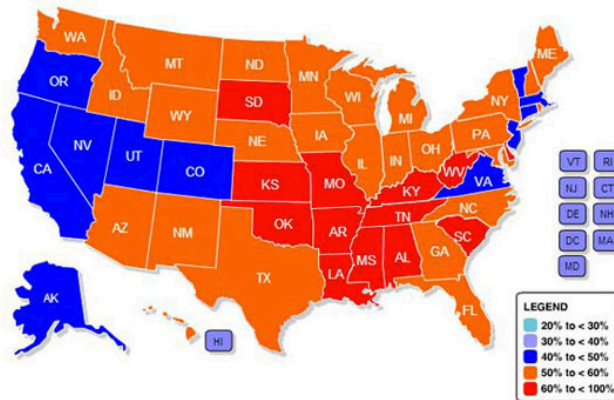 WA
OR
CA
NV
ID
MT
WY
UT
CO
AZ
NM
ND
SD
NE
KS
OK
TX
MN
IA
MO
AR
LA
WI
IL
MI
IN
OH
KY
TN
MS
AL
GA
FL
SC
NC
VA
WV
PA
NY
ME
AK
HI
VT RI
NJ CT
DE NH
DC MA
MD
LEGEND
20% to < 30%
30% to < 40%
40% to < 50%
50% to < 60%
60% to < 100%